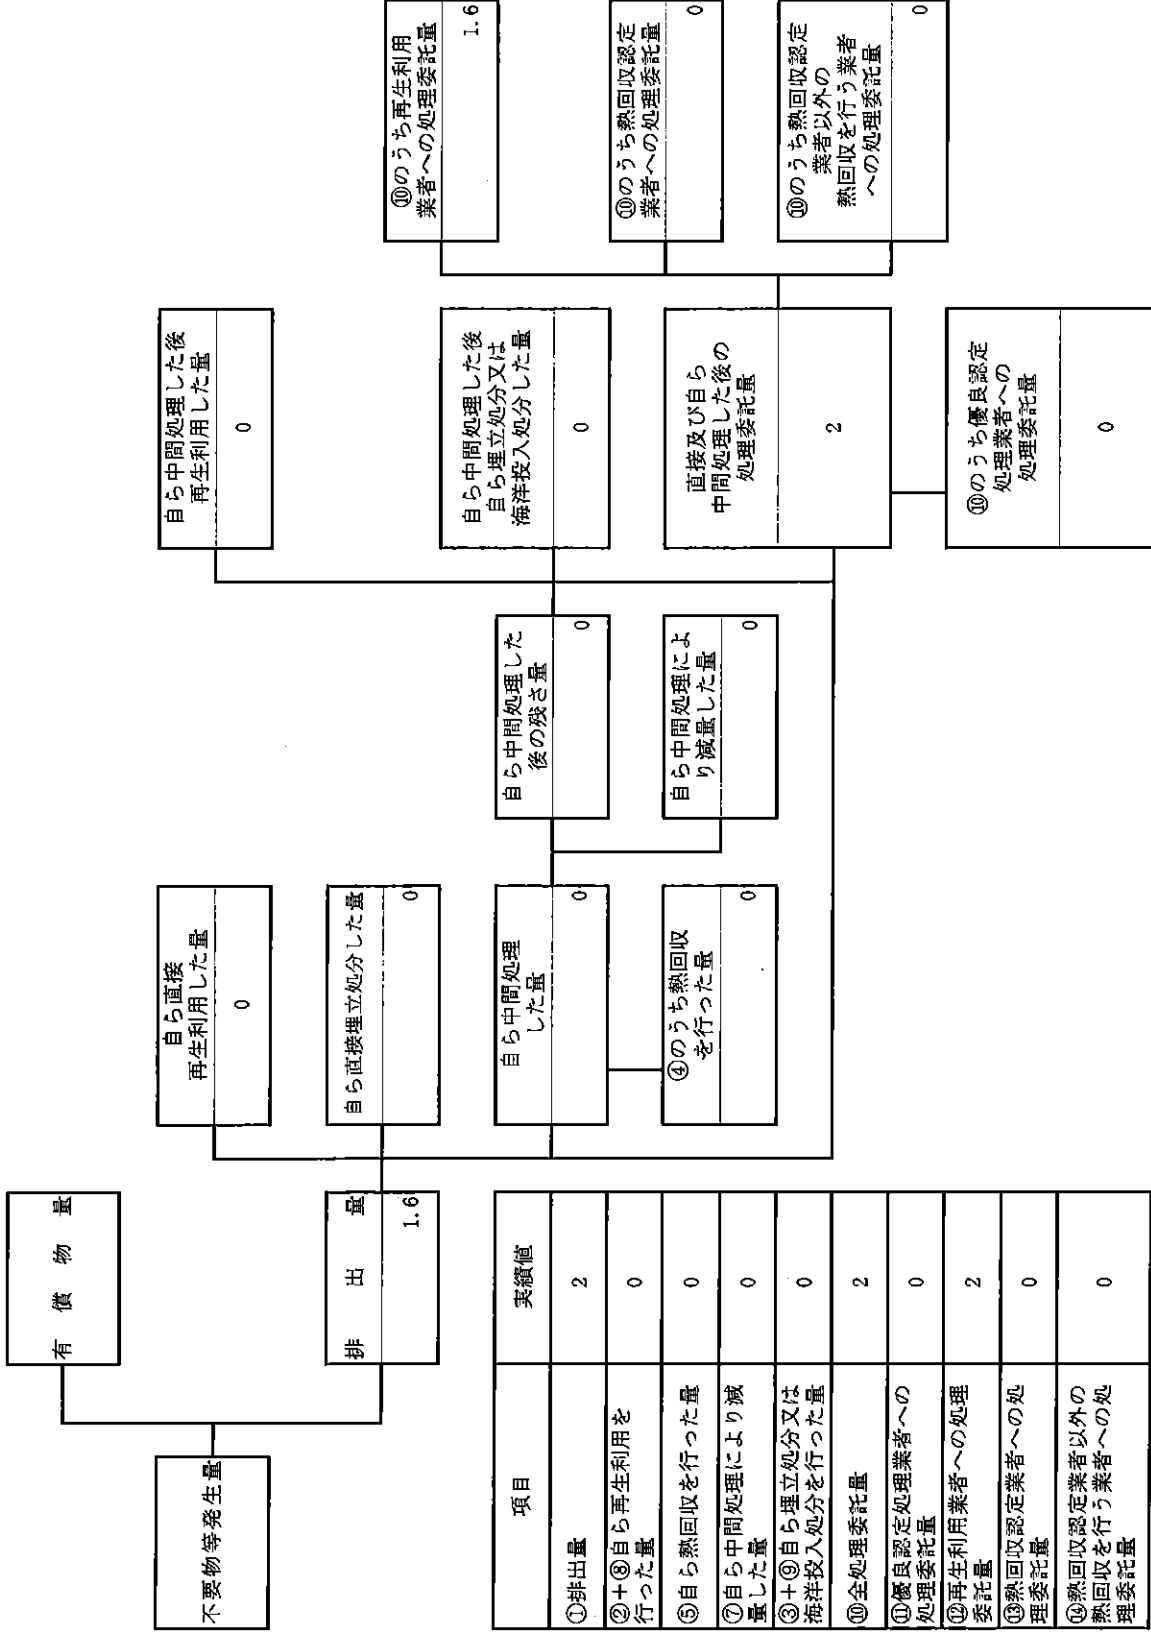 不要物等発生量
有償物量
排出量
1.6
自ら直接
再生利用した量
0
自ら直接埋立処分した量
0
自ら中間処理
した量
0
④のうち熱回収
を行った量
0
自ら中間処理した
後の残さ量
0
自ら中間処理によ
り減量した量
0
自ら中間処理した後
再生利用した量
0
自ら中間処理した後
自ら埋立処分又は
海洋投入処分した量
0
直接及び自ら
中間処理した後の
処理委託量
2
⑩のうち優良認定
処理業者への
処理委託量
0
⑩のうち再生利用
業者への処理委託量
1.6
⑩のうち熱回収認定
業者への処理委託量
0
⑩のうち熱回収認定
業者以外の
熱回収を行う業者
への処理委託量
0
項目 実績値
①排出量 2
②+⑧自ら再生利用を
行った量 0
⑤自ら熱回収を行った量 0
⑦自ら中間処理により減
量した量 0
③+⑨自ら埋立処分又は
海洋投入処分を行った量 0
⑩全処理委託量 2
⑪優良認定処理業者への
処理委託量 0
⑫再生利用業者への処理
委託量 2
⑬熱回収認定業者への処
理委託量 0
⑭熱回収認定業者以外の
熱回収を行う業者への処
理委託量 0